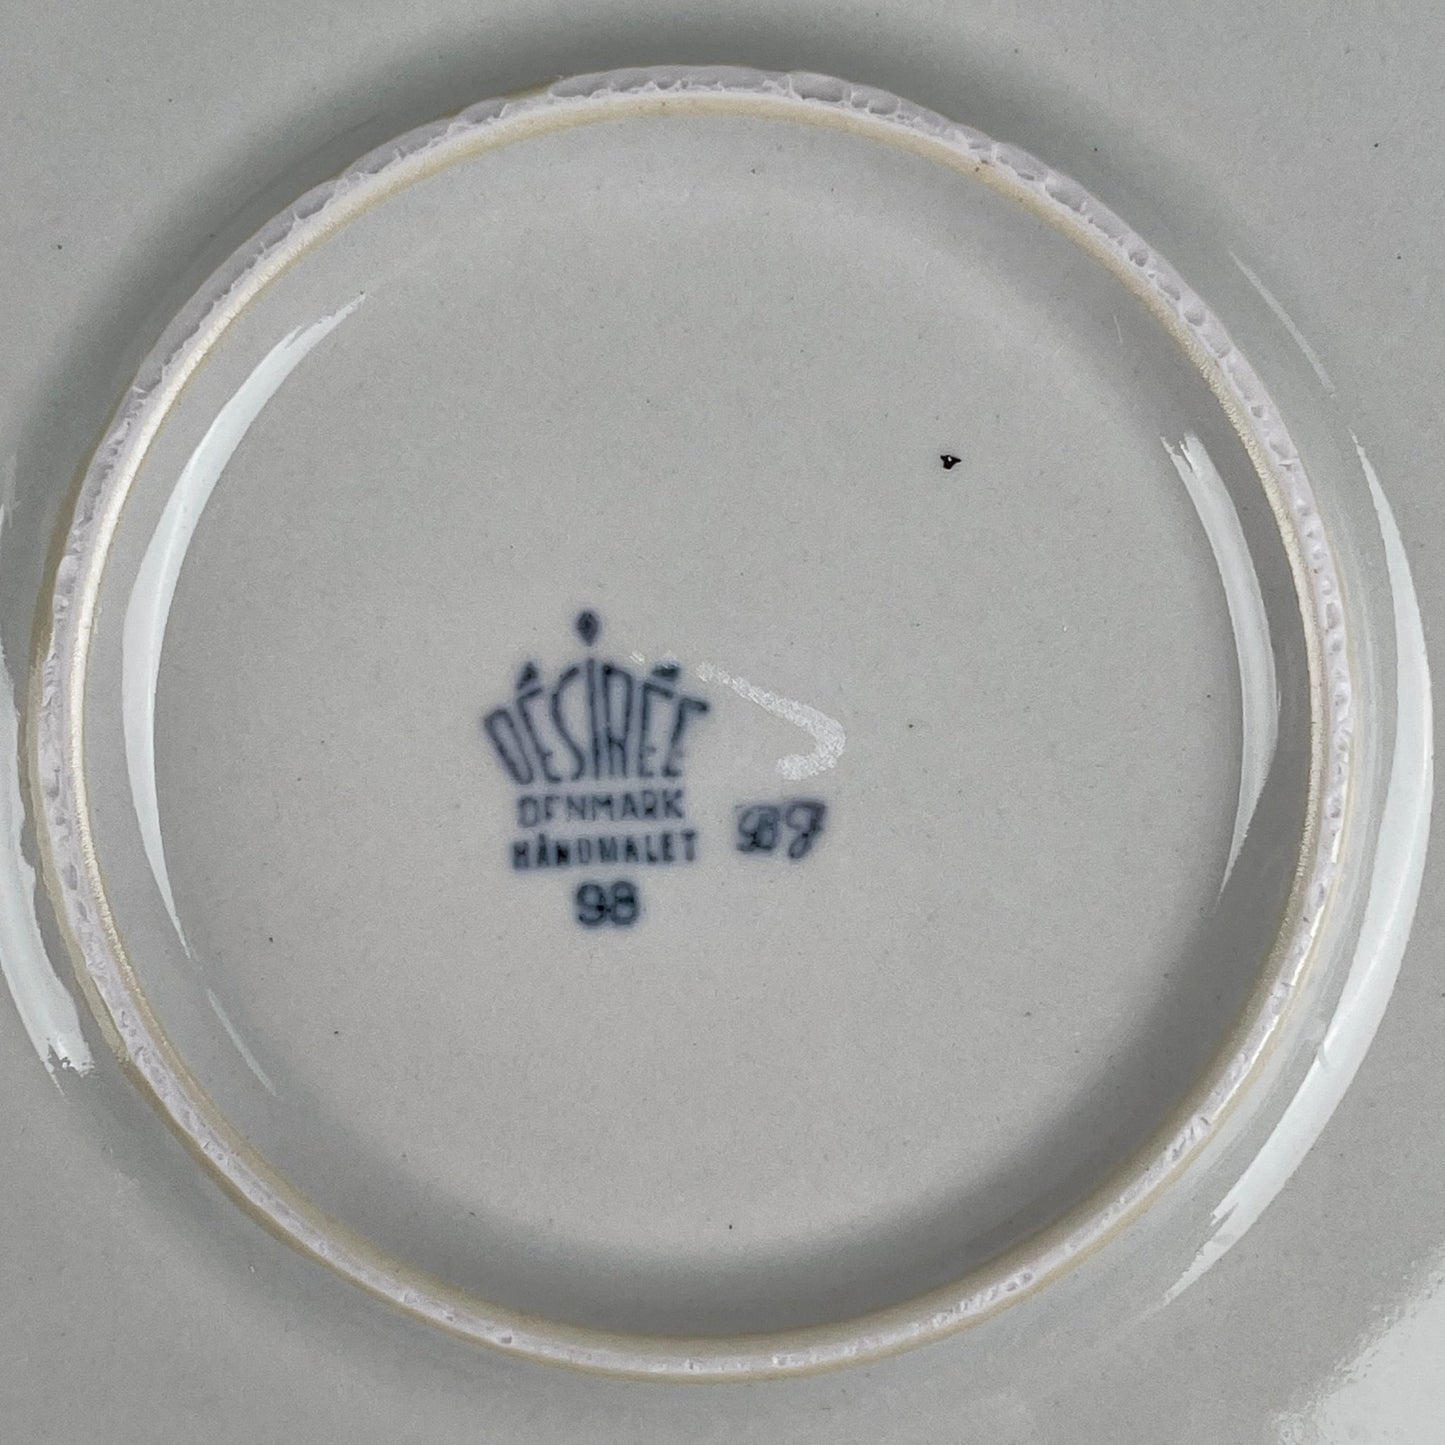 DÉSIRÉE
DENMARK
HÅNDMALET BJ
98